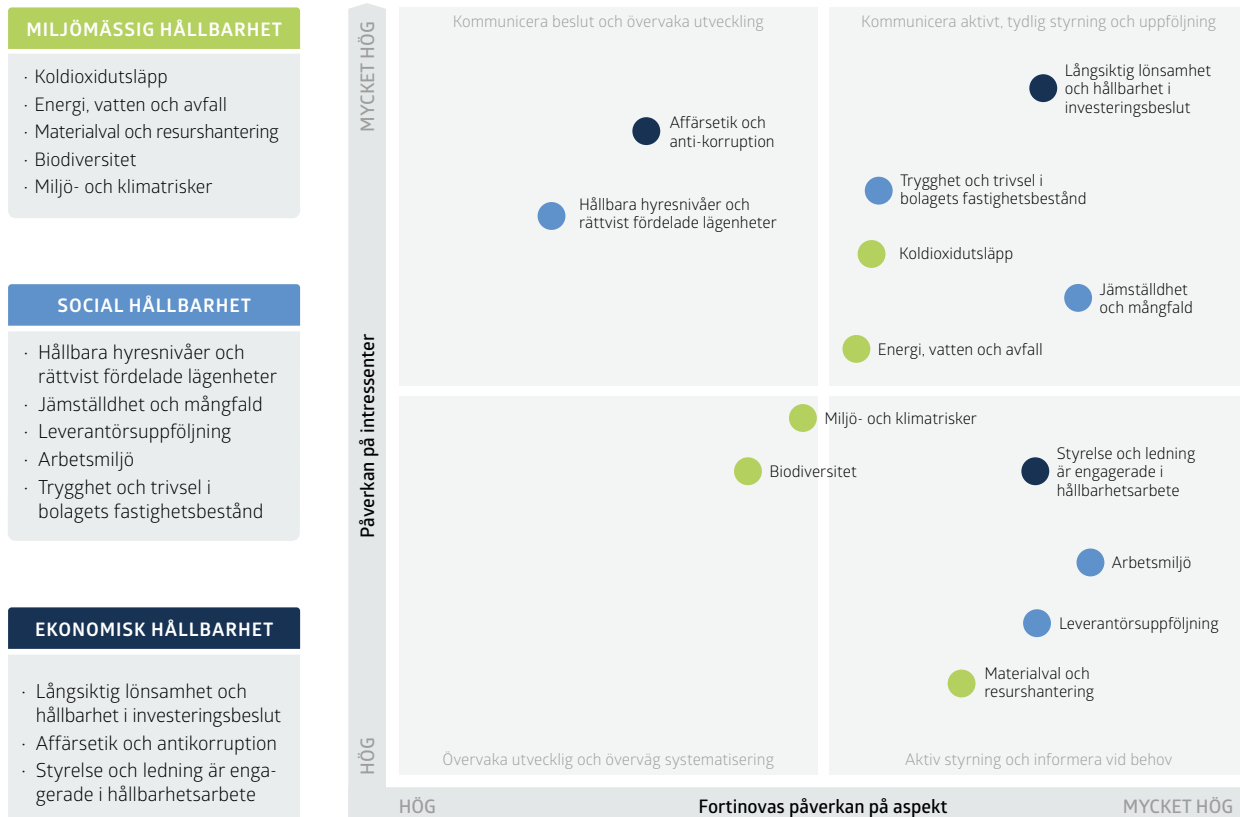 MILJÖMÄSSIG HÅLLBARHET
· Koldioxidutsläpp
· Energi, vatten och avfall
· Materialval och resurshantering
· Biodiversitet
· Miljö- och klimatrisker
SOCIAL HÅLLBARHET
· Hållbara hyresnivåer och
rättvist fördelade lägenheter
· Jämställdhet och mångfald
· Leverantörsuppföljning
· Arbetsmiljö
· Trygghet och trivsel i
bolagets fastighetsbestånd
EKONOMISK HÅLLBARHET
· Långsiktig lönsamhet och
hållbarhet i investeringsbeslut
· Affärsetik och antikorruption
· Styrelse och ledning är enga-
gerade i hållbarhetsarbete
MYCKET HÖG
Påverkan på intressenter
HÖG
Kommunicera beslut och övervaka utveckling
Affärsetik och
anti-korruption
Hållbara hyresnivåer och
rättvist fördelade lägenheter
Kommunicera aktivt, tydlig styrning och uppföljning
Långsiktig lönsamhet
och hållbarhet i
investeringsbeslut
Trygghet och trivsel i
bolagets fastighetsbestånd
Koldioxidutsläpp
Jämställdhet
och mångfald
Energi, vatten och avfall
Miljö- och klimatrisker
Biodiversitet
Övervaka utvecklig och överväg systematisering
Styrelse och ledning
är engagerade i
hållbarhetsarbete
Arbetsmiljö
Leverantörsuppföljning
Materialval och
resurshantering
Aktiv styrning och informera vid behov
HÖG
Fortinovas påverkan på aspekt
MYCKET HÖG